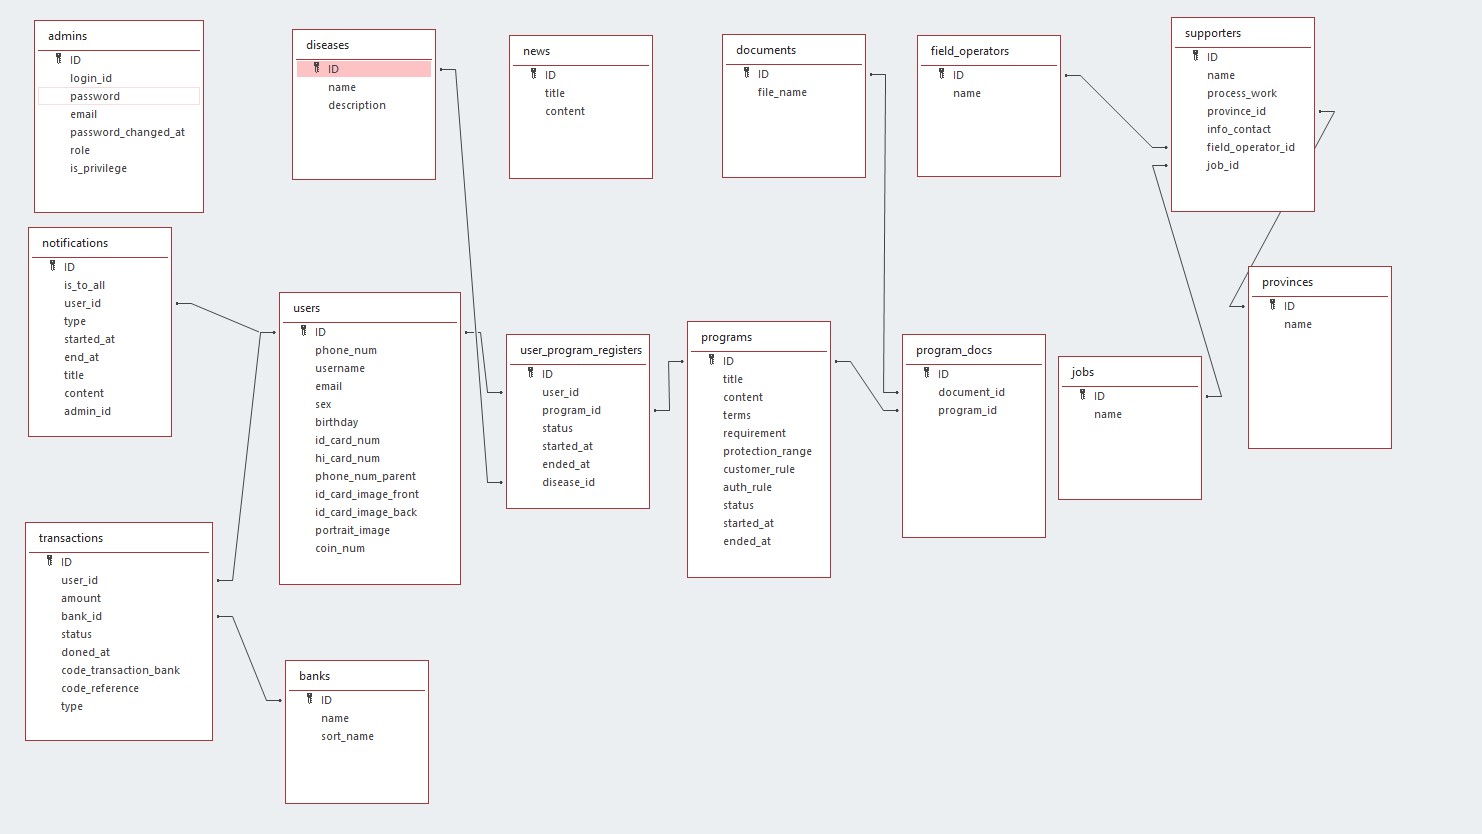 admins
ID
login_id
password
email
password_changed_at
role
is_privilege
diseases
ID
name
description
news
ID
title
content
documents
ID
file_name
field_operators
ID
name
supporters
ID
name
process_work
province_id
info_contact
field_operator_id
job_id
notifications
ID
is_to_all
user_id
type
started_at
end_at
title
content
admin_id
users
ID
phone_num
username
email
sex
birthday
id_card_num
hi_card_num
phone_num_parent
id_card_image_front
id_card_image_back
portrait_image
coin_num
user_program_registers
ID
user_id
program_id
status
started_at
ended_at
disease_id
programs
ID
title
content
terms
requirement
protection_range
customer_rule
auth_rule
status
started_at
ended_at
program_docs
ID
document_id
program_id
jobs
ID
name
provinces
ID
name
transactions
ID
user_id
amount
bank_id
status
doned_at
code_transaction_bank
code_reference
type
banks
ID
name
sort_name